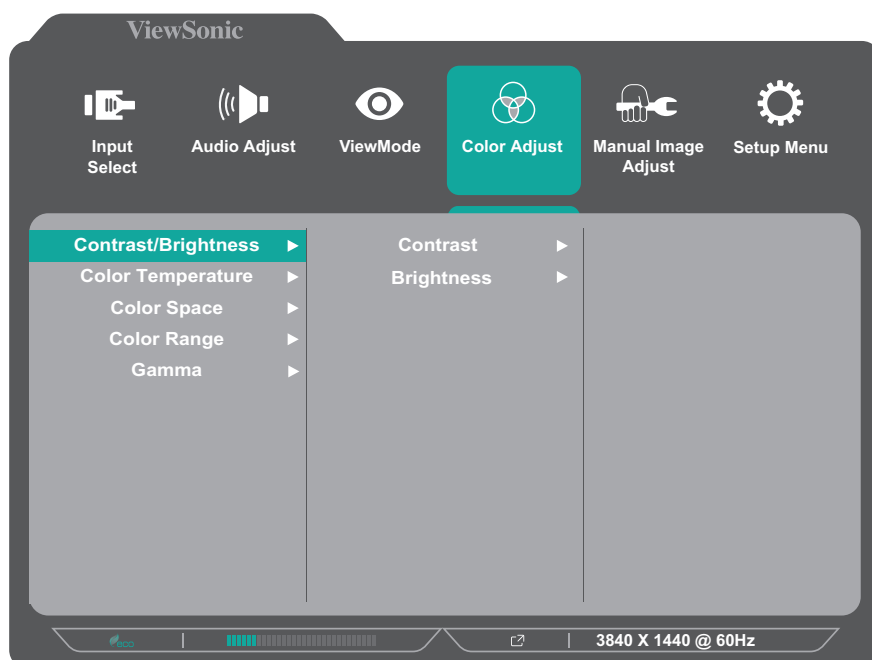 ViewSonic
Input Select
Audio Adjust
ViewMode
Color Adjust
Manual Image Adjust
Setup Menu
Contrast/Brightness
Color Temperature
Color Space
Color Range
Gamma
Contrast
Brightness
eco
3840 X 1440 @ 60Hz